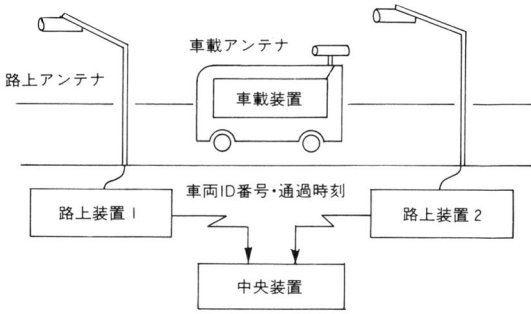 車載アンテナ
路上アンテナ
車載装置
車両ID番号・通過時刻
路上装置1
路上装置2
中央装置